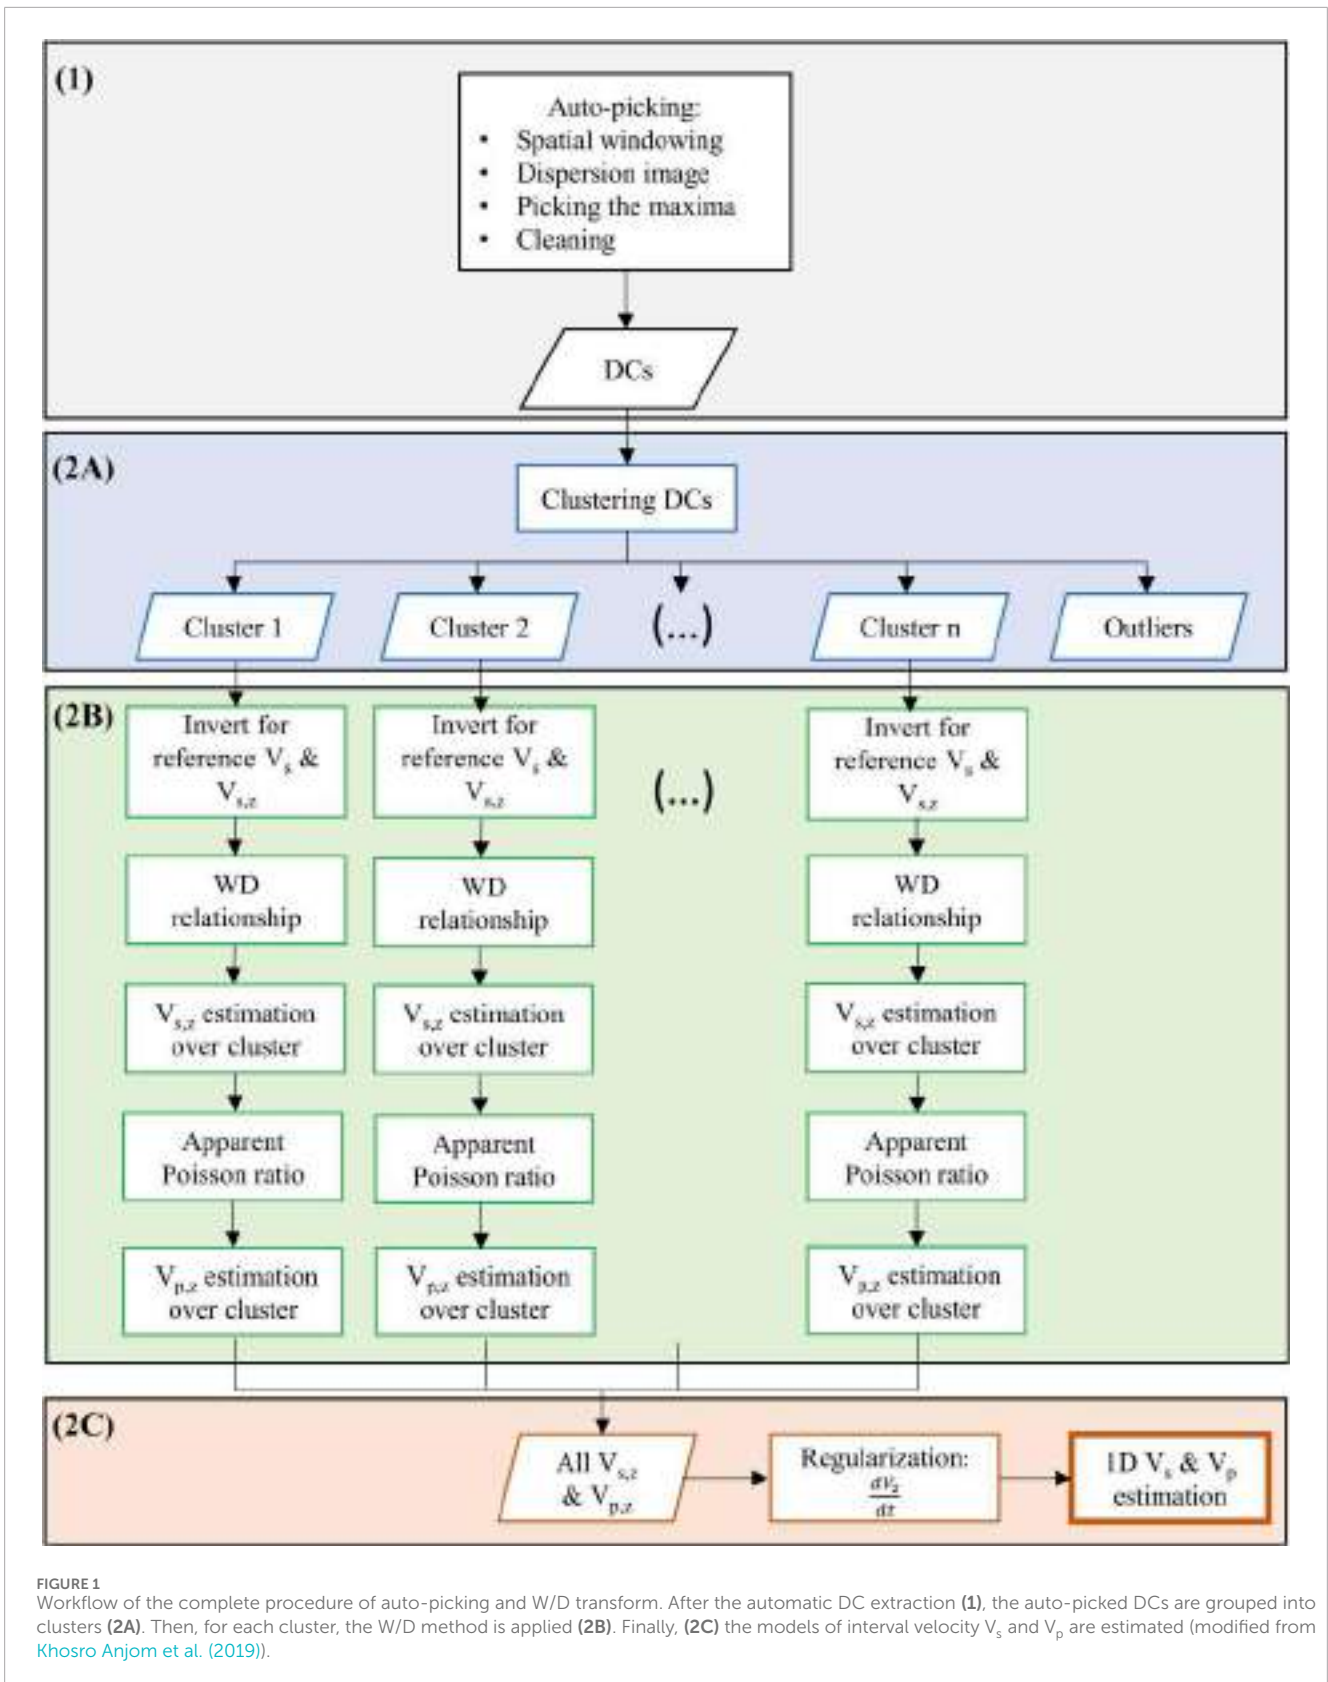 (1)
Auto-picking:
• Spatial windowing
• Dispersion image
• Picking the maxima
• Cleaning
DCs
(2A)
Clustering DCs
Cluster 1
Cluster 2
(...)
Cluster n
Outliers
(2B)
Invert for
reference Vs &
Vs,z
WD
relationship
Vs,z estimation
over cluster
Apparent
Poisson ratio
Vp,z estimation
over cluster
Invert for
reference Vs &
Vs,z
WD
relationship
Vs,z estimation
over cluster
Apparent
Poisson ratio
Vp,z estimation
over cluster
(...)
Invert for
reference Vs &
Vs,z
WD
relationship
Vs,z estimation
over cluster
Apparent
Poisson ratio
Vp,z estimation
over cluster
(2C)
All Vs,z
& Vp,z
Regularization:
dVz
dt
1D Vs & Vp
estimation
FIGURE 1
Workflow of the complete procedure of auto-picking and W/D transform. After the automatic DC extraction (1), the auto-picked DCs are grouped into
clusters (2A). Then, for each cluster, the W/D method is applied (2B). Finally, (2C) the models of interval velocity Vs and Vp are estimated (modified from
Khosro Anjom et al. (2019)).